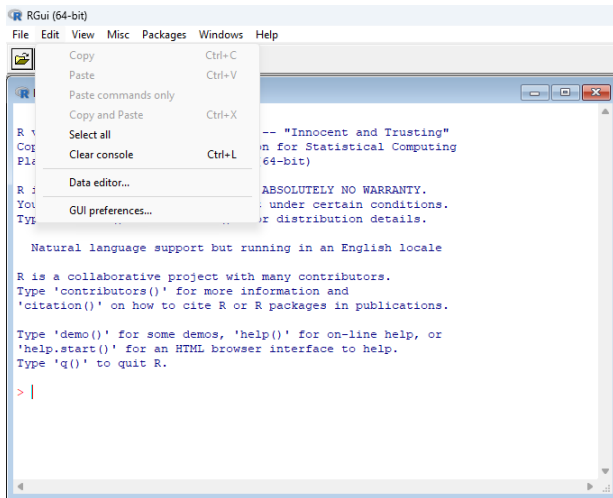 RGui (64-bit)
File Edit View Misc Packages Windows Help
Copy Ctrl+C
Paste Ctrl+V
Paste commands only
Copy and Paste Ctrl+X
Select all
Clear console Ctrl+L
Data editor...
GUI preferences...
R -- "Innocent and Trusting"
for Statistical Computing
(64-bit)
R ABSOLUTELY NO WARRANTY.
You under certain conditions.
distribution details.
Natural language support but running in an English locale
R is a collaborative project with many contributors.
Type 'contributors()' for more information and
'citation()' on how to cite R or R packages in publications.
Type 'demo()' for some demos, 'help()' for on-line help, or
'help.start()' for an HTML browser interface to help.
Type 'q()' to quit R.
>